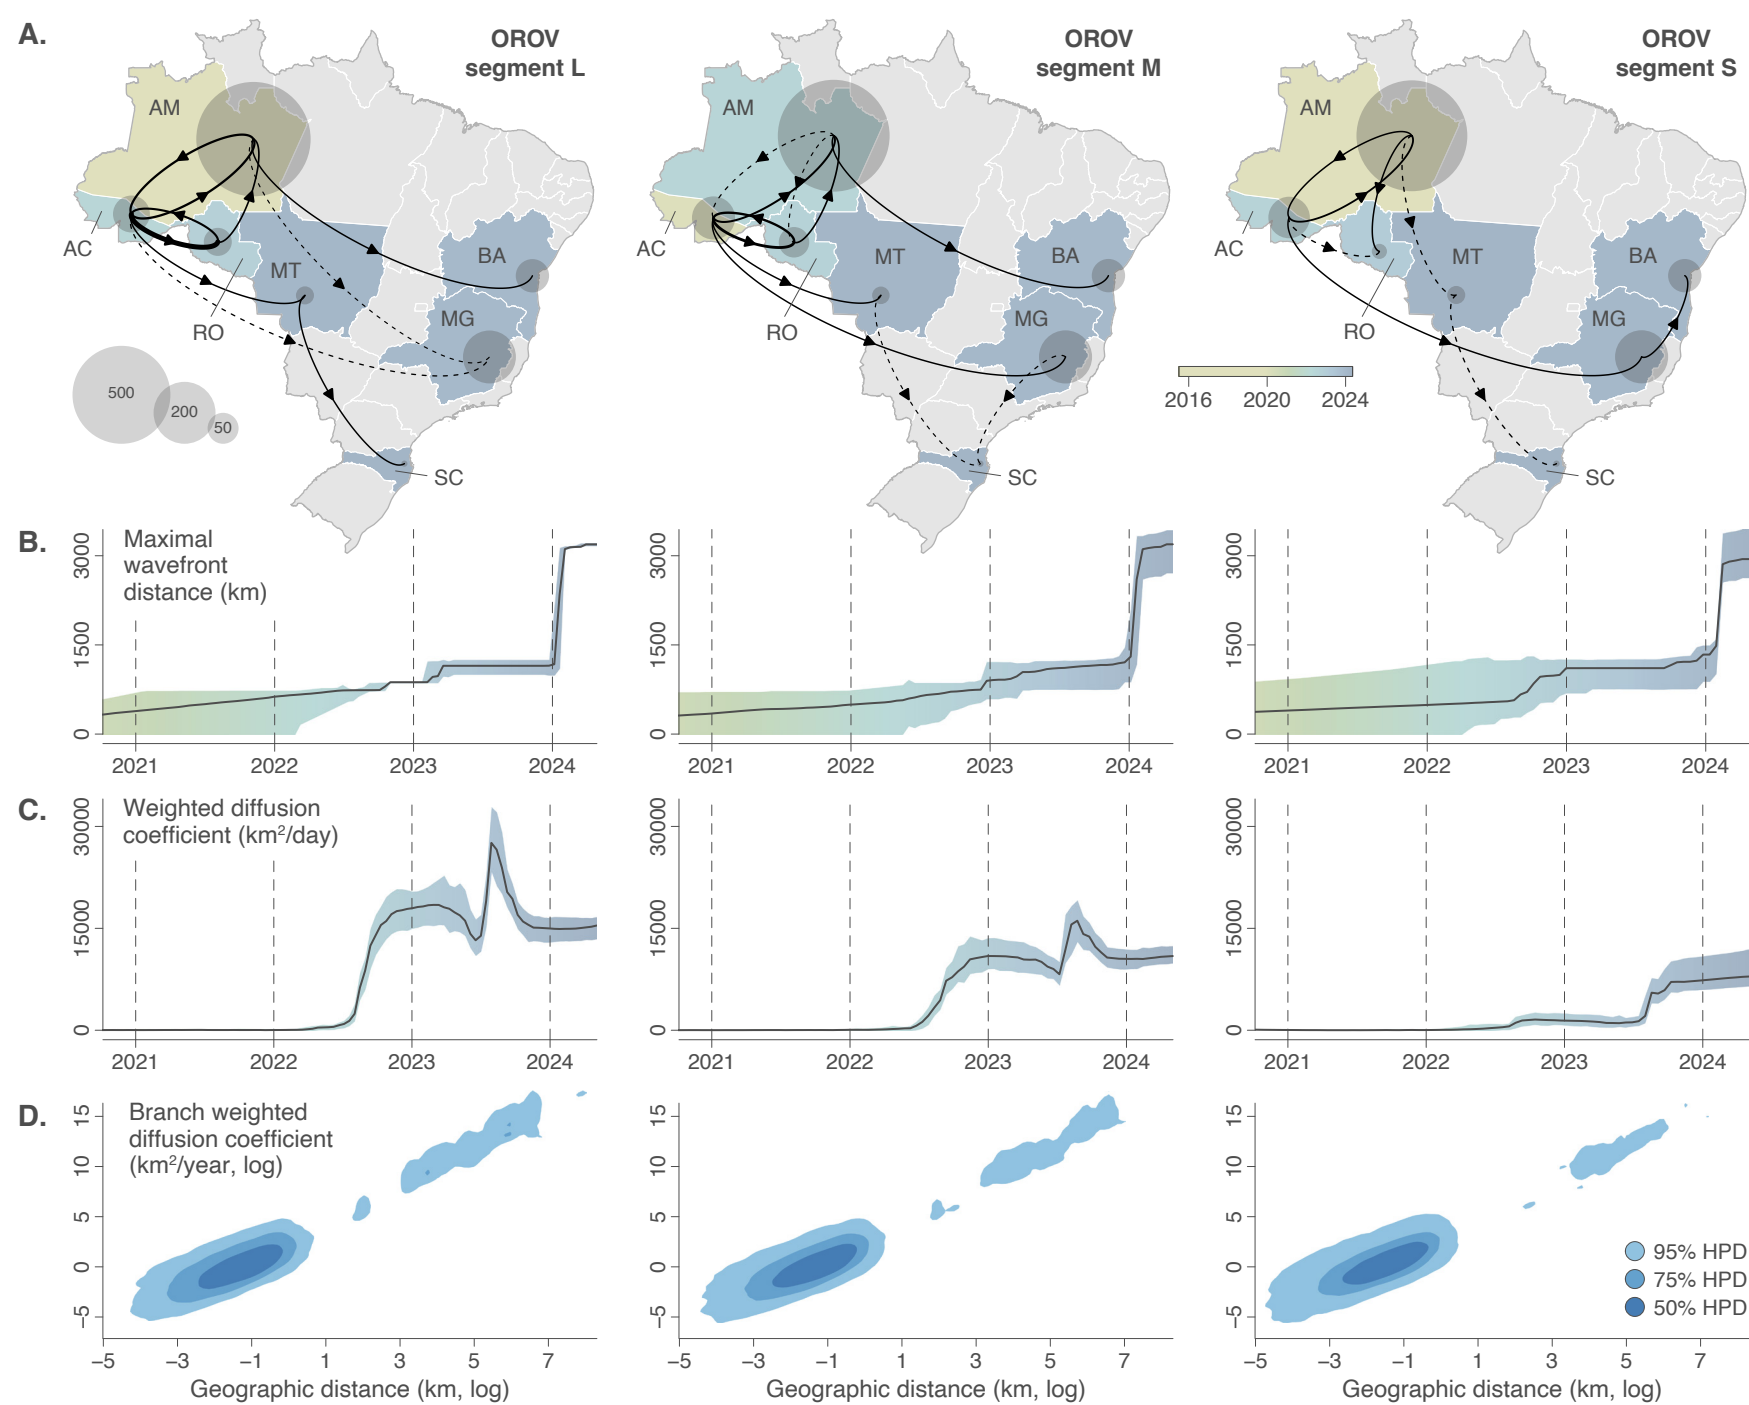 A.
OROV
segment L
AM
AC
RO
MT
BA
MG
SC
500
200
50
OROV
segment M
AM
AC
RO
MT
BA
MG
SC
OROV
segment S
AM
AC
RO
MT
BA
MG
SC
2016 2020 2024
B.
Maximal
wavefront
distance (km)
0 1500 3000
2021 2022 2023 2024
0 1500 3000
2021 2022 2023 2024
0 1500 3000
2021 2022 2023 2024
C.
Weighted diffusion
coefficient (km²/day)
0 15000 30000
2021 2022 2023 2024
0 15000 30000
2021 2022 2023 2024
0 15000 30000
2021 2022 2023 2024
D.
Branch weighted
diffusion coefficient
(km²/year, log)
−5 0 5 10 15
−5 −3 −1 1 3 5 7
Geographic distance (km, log)
−5 0 5 10 15
−5 −3 −1 1 3 5 7
Geographic distance (km, log)
−5 0 5 10 15
95% HPD
75% HPD
50% HPD
−5 −3 −1 1 3 5 7
Geographic distance (km, log)